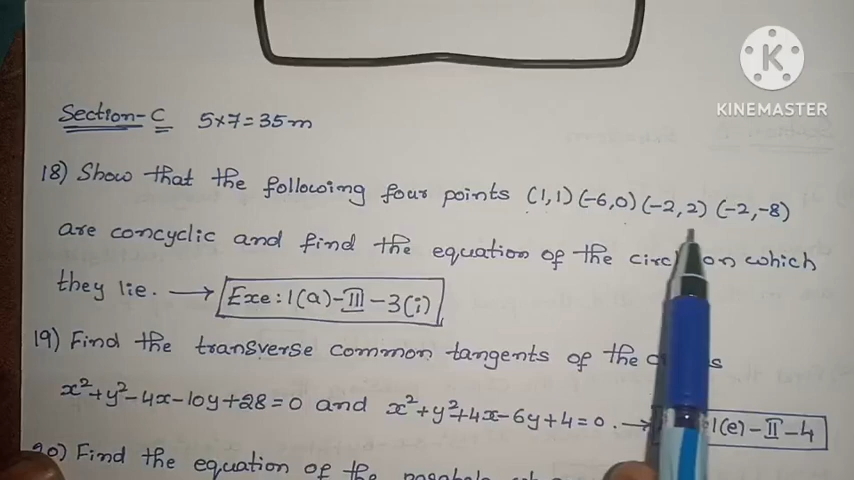 KINEMASTER
Section-C 5×7=35m
18) Show that the following four points (1,1) (-6,0) (-2,2) (-2,-8)
are concyclic and find the equation of the on which
they lie. → Exe: 1(a)-II-3(i)
19) Find the transverse common tangents of the
x²+y²-4x-10y+28=0 and x²+y²+4x-6y+4=0. → 1(e)-II-4
20) Find the equation of the parabola